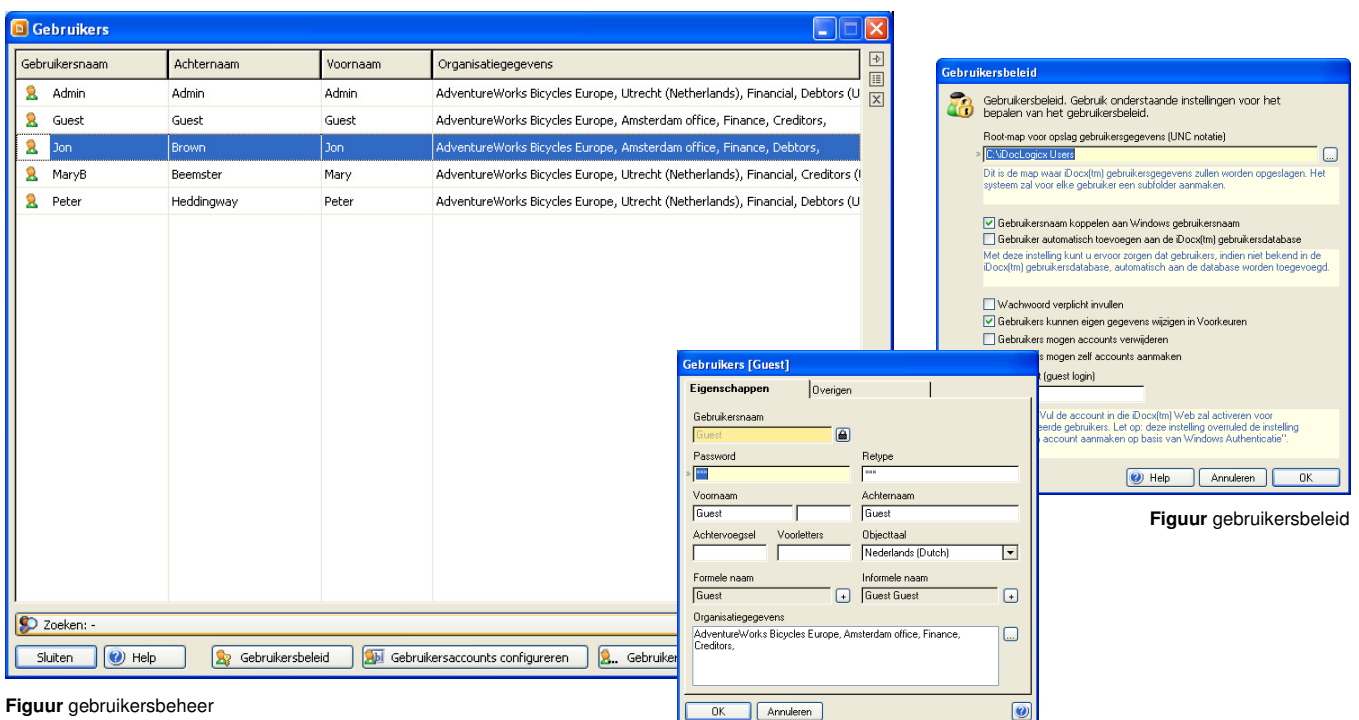 Gebruikers
Gebruikersnaam Achternaam Voornaam Organisatiegegevens
Admin Admin Admin AdventureWorks Bicycles Europe, Utrecht (Netherlands), Financial, Debtors (U
Guest Guest Guest AdventureWorks Bicycles Europe, Amsterdam office, Finance, Creditors,
Jon Brown Jon AdventureWorks Bicycles Europe, Amsterdam office, Finance, Debtors,
MaryB Beemster Mary AdventureWorks Bicycles Europe, Utrecht (Netherlands), Financial, Creditors (
Peter Heddingway Peter AdventureWorks Bicycles Europe, Utrecht (Netherlands), Financial, Debtors (U
Zoeken: -
Sluiten Help Gebruikersbeleid Gebruikersaccounts configureren Gebruiker
Figuur gebruikersbeheer
Gebruikers [Guest]
Eigenschappen Overigen
Gebruikersnaam
Guest
Password Retype
*** ***
Voornaam Achternaam
Guest Guest
Achtervoegsel Voorletters Objecttaal
Nederlands (Dutch)
Formele naam Informele naam
Guest + Guest Guest +
Organisatiegegevens
AdventureWorks Bicycles Europe, Amsterdam office, Finance, ...
Creditors,
OK Annuleren
Gebruikersbeleid
Gebruikersbeleid. Gebruik onderstaande instellingen voor het
bepalen van het gebruikersbeleid.
Root-map voor opslag gebruikersgegevens (UNC notatie)
C:\iDocLogicx Users ...
Dit is de map waar iDocx(tm) gebruikersgegevens zullen worden opgeslagen. Het
systeem zal voor elke gebruiker een subfolder aanmaken.
Gebruikersnaam koppelen aan Windows gebruikersnaam
Gebruiker automatisch toevoegen aan de iDocx(tm) gebruikersdatabase
Met deze instelling kunt u ervoor zorgen dat gebruikers, indien niet bekend in de
iDocx(tm) gebruikersdatabase, automatisch aan de database worden toegevoegd.
Wachwoord verplicht invullen
Gebruikers kunnen eigen gegevens wijzigen in Voorkeuren
Gebruikers mogen accounts verwijderen
s mogen zelf accounts aanmaken
t (guest login)
Vul de account in die iDocx(tm) Web zal activeren voor
eerde gebruikers. Let op: deze instelling overruled de instelling
account aanmaken op basis van Windows Authenticatie".
Help Annuleren OK
Figuur gebruikersbeleid